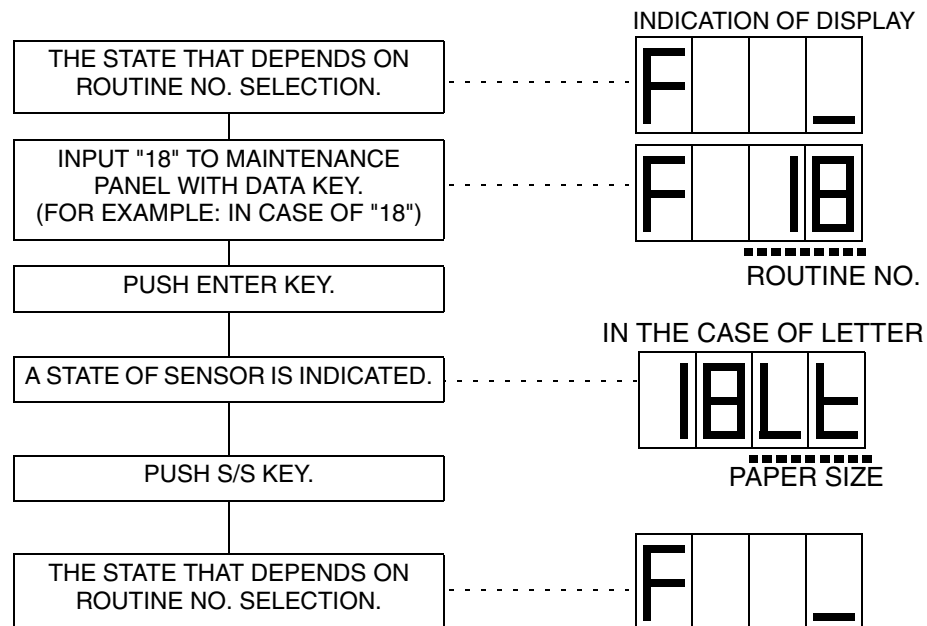 INDICATION OF DISPLAY
THE STATE THAT DEPENDS ON
ROUTINE NO. SELECTION.
F _
INPUT "18" TO MAINTENANCE
PANEL WITH DATA KEY.
(FOR EXAMPLE: IN CASE OF "18")
F 18
ROUTINE NO.
PUSH ENTER KEY.
IN THE CASE OF LETTER
A STATE OF SENSOR IS INDICATED.
18Lt
PAPER SIZE
PUSH S/S KEY.
THE STATE THAT DEPENDS ON
ROUTINE NO. SELECTION.
F _